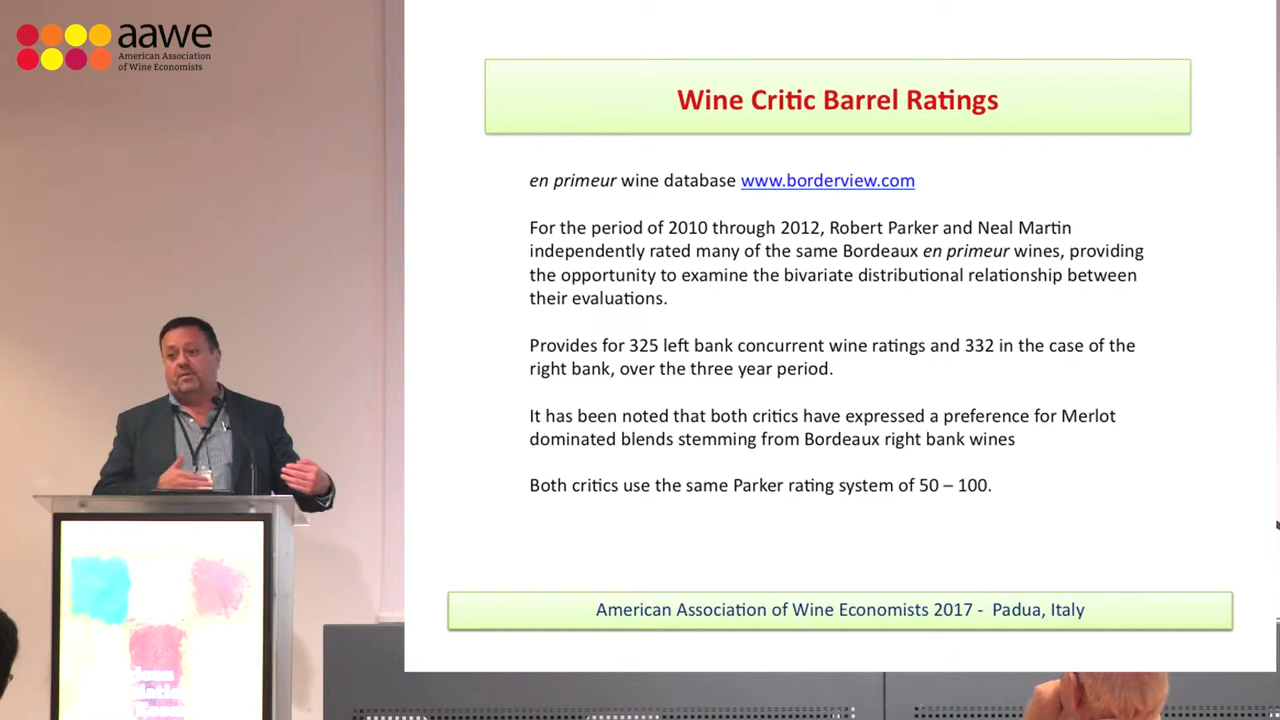 aawe
American Association
of Wine Economists
Wine Critic Barrel Ratings
en primeur wine database www.borderview.com
For the period of 2010 through 2012, Robert Parker and Neal Martin
independently rated many of the same Bordeaux en primeur wines, providing
the opportunity to examine the bivariate distributional relationship between
their evaluations.
Provides for 325 left bank concurrent wine ratings and 332 in the case of the
right bank, over the three year period.
It has been noted that both critics have expressed a preference for Merlot
dominated blends stemming from Bordeaux right bank wines
Both critics use the same Parker rating system of 50 – 100.
American Association of Wine Economists 2017 - Padua, Italy